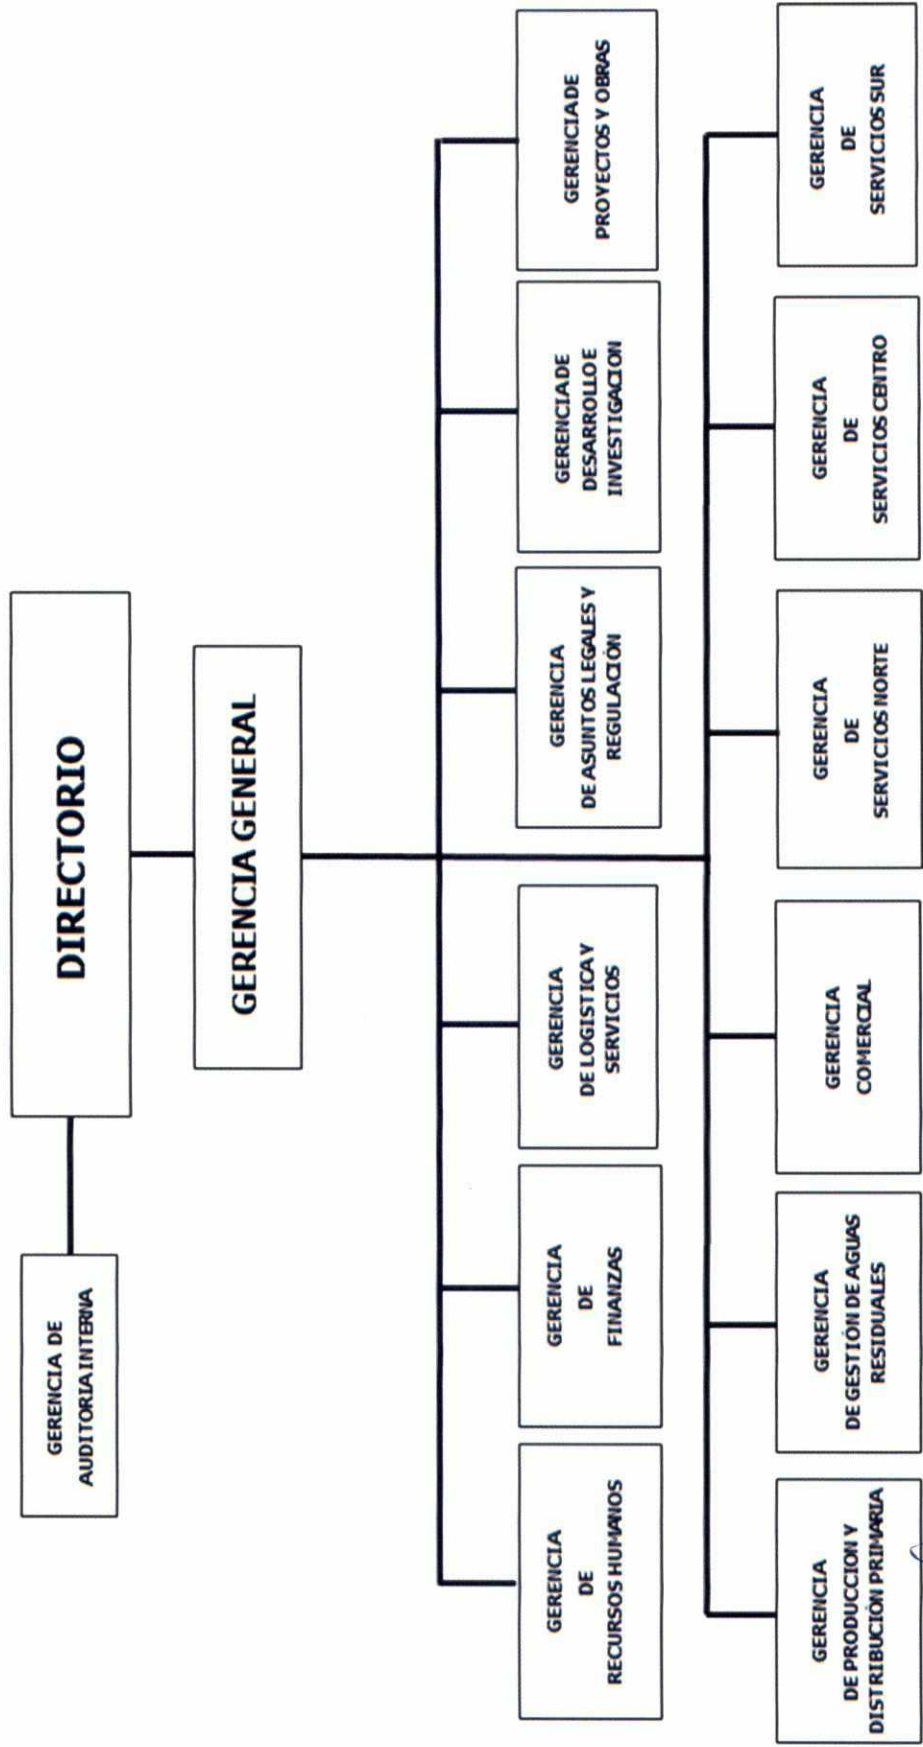 DIRECTORIO
GERENCIA DE
AUDITORIA INTERNA
GERENCIA GENERAL
GERENCIA
DE
RECURSOS HUMANOS
GERENCIA
DE
FINANZAS
GERENCIA
DE LOGISTICA Y
SERVICIOS
GERENCIA
DE ASUNTOS LEGALES Y
REGULACIÓN
GERENCIA DE
DESARROLLO E
INVESTIGACION
GERENCIA DE
PROYECTOS Y OBRAS
GERENCIA
DE PRODUCCION Y
DISTRIBUCIÓN PRIMARIA
GERENCIA
DE GESTIÓN DE AGUAS
RESIDUALES
GERENCIA
COMERCIAL
GERENCIA
DE
SERVICIOS NORTE
GERENCIA
DE
SERVICIOS CENTRO
GERENCIA
DE
SERVICIOS SUR